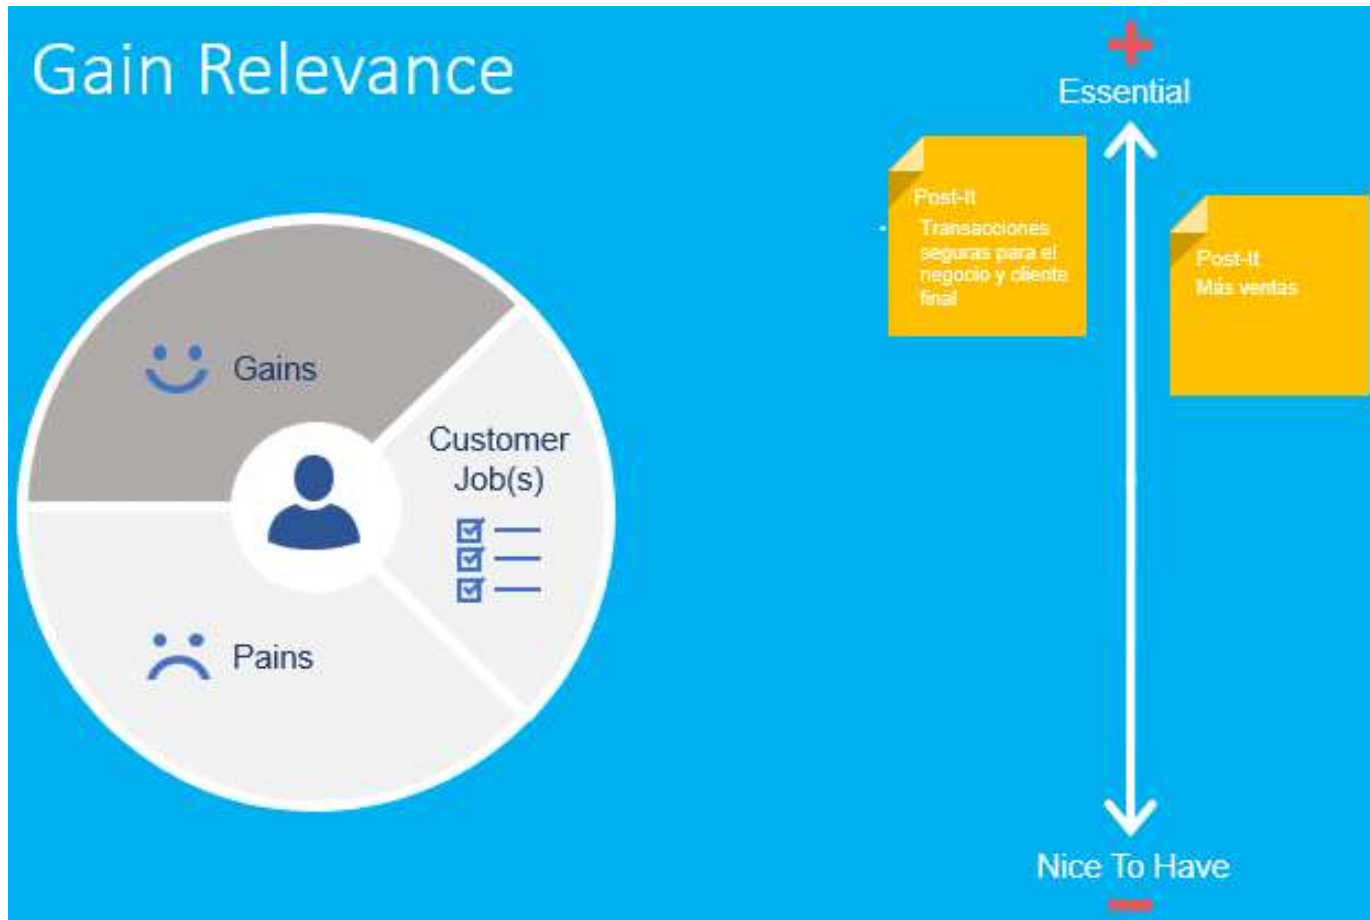 Gain Relevance
Essential
Post-It
Transacciones
seguras para el
negocio y cliente
final
Post-It
Más ventas
Gains
Customer
Job(s)
Pains
Nice To Have